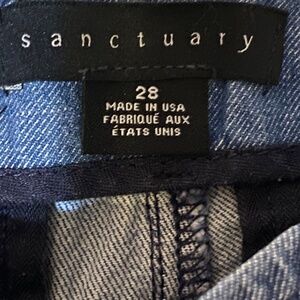 sanctuary
28
MADE IN USA
FABRIQUÉ AUX
ÉTATS UNIS